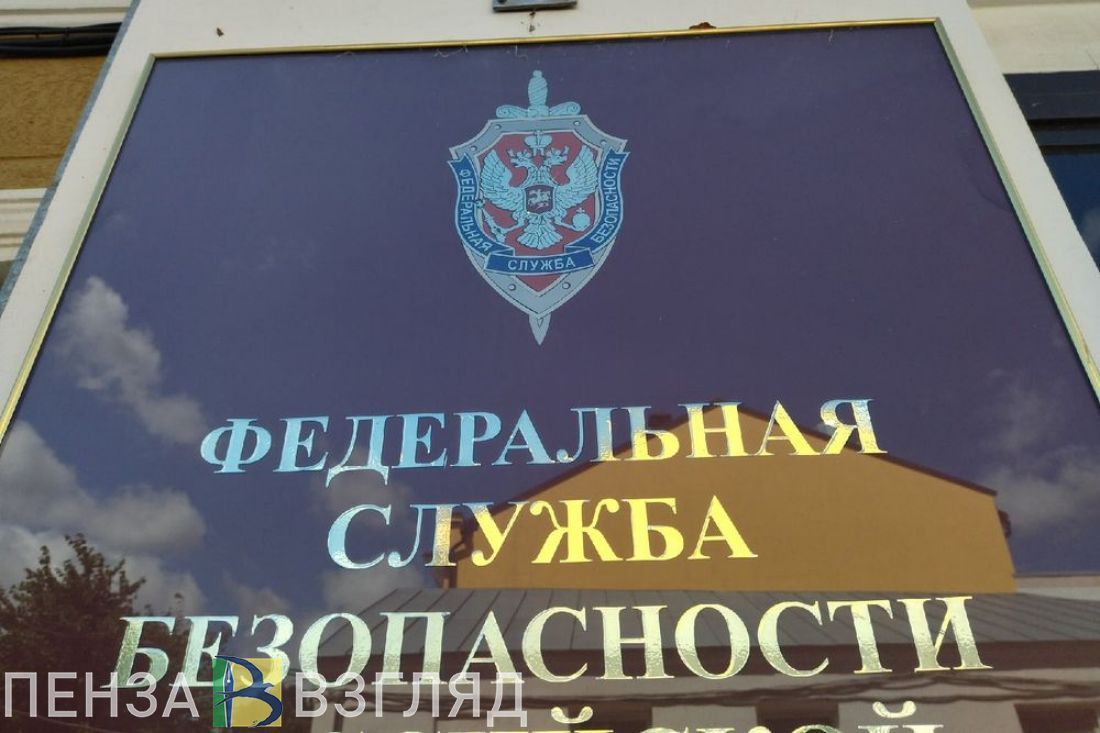 ФЕДЕРАЛЬНАЯ СЛУЖБА БЕЗОПАСНОСТИ
ФЕДЕРАЛЬНАЯ
СЛУЖБА
БЕЗОПАСНОСТИ
ПЕНЗА В ВЗГЛЯД